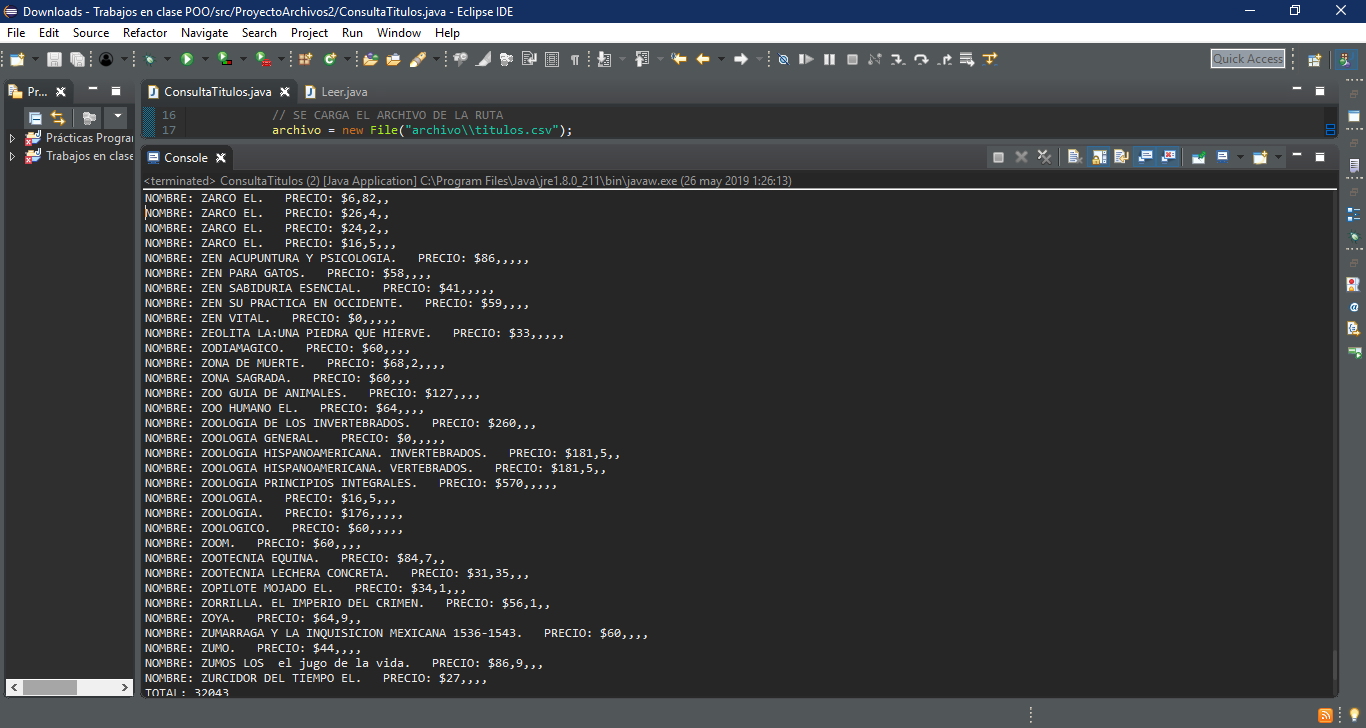 Downloads - Trabajos en clase POO/src/ProyectoArchivos2/ConsultaTitulos.java - Eclipse IDE
File Edit Source Refactor Navigate Search Project Run Window Help
Quick Access
Pr...
ConsultaTitulos.java
Leer.java
Prácticas Progra
Trabajos en clase
16 // SE CARGA EL ARCHIVO DE LA RUTA
17 archivo = new File("archivo\\titulos.csv");
Console
<terminated> ConsultaTitulos (2) [Java Application] C:\Program Files\Java\jre1.8.0_211\bin\javaw.exe (26 may 2019 1:26:13)
NOMBRE: ZARCO EL.   PRECIO: $6,82,,
NOMBRE: ZARCO EL.   PRECIO: $26,4,,
NOMBRE: ZARCO EL.   PRECIO: $24,2,,
NOMBRE: ZARCO EL.   PRECIO: $16,5,,,
NOMBRE: ZEN ACUPUNTURA Y PSICOLOGIA.   PRECIO: $86,,,,,
NOMBRE: ZEN PARA GATOS.   PRECIO: $58,,,,
NOMBRE: ZEN SABIDURIA ESENCIAL.   PRECIO: $41,,,,,
NOMBRE: ZEN SU PRACTICA EN OCCIDENTE.   PRECIO: $59,,,,
NOMBRE: ZEN VITAL.   PRECIO: $0,,,,,
NOMBRE: ZEOLITA LA:UNA PIEDRA QUE HIERVE.   PRECIO: $33,,,,,
NOMBRE: ZODIAMAGICO.   PRECIO: $60,,,,
NOMBRE: ZONA DE MUERTE.   PRECIO: $68,2,,,,
NOMBRE: ZONA SAGRADA.   PRECIO: $60,,,
NOMBRE: ZOO GUIA DE ANIMALES.   PRECIO: $127,,,,
NOMBRE: ZOO HUMANO EL.   PRECIO: $64,,,,
NOMBRE: ZOOLOGIA DE LOS INVERTEBRADOS.   PRECIO: $260,,,
NOMBRE: ZOOLOGIA GENERAL.   PRECIO: $0,,,,,
NOMBRE: ZOOLOGIA HISPANOAMERICANA. INVERTEBRADOS.   PRECIO: $181,5,,
NOMBRE: ZOOLOGIA HISPANOAMERICANA. VERTEBRADOS.   PRECIO: $181,5,,
NOMBRE: ZOOLOGIA PRINCIPIOS INTEGRALES.   PRECIO: $570,,,,,
NOMBRE: ZOOLOGIA.   PRECIO: $16,5,,,
NOMBRE: ZOOLOGIA.   PRECIO: $176,,,,,
NOMBRE: ZOOLOGICO.   PRECIO: $60,,,,,
NOMBRE: ZOOM.   PRECIO: $60,,,,
NOMBRE: ZOOTECNIA EQUINA.   PRECIO: $84,7,,
NOMBRE: ZOOTECNIA LECHERA CONCRETA.   PRECIO: $31,35,,,
NOMBRE: ZOPILOTE MOJADO EL.   PRECIO: $34,1,,,
NOMBRE: ZORRILLA. EL IMPERIO DEL CRIMEN.   PRECIO: $56,1,,
NOMBRE: ZOYA.   PRECIO: $64,9,,
NOMBRE: ZUMARRAGA Y LA INQUISICION MEXICANA 1536-1543.   PRECIO: $60,,,,
NOMBRE: ZUMO.   PRECIO: $44,,,,
NOMBRE: ZUMOS LOS  el jugo de la vida.   PRECIO: $86,9,,,
NOMBRE: ZURCIDOR DEL TIEMPO EL.   PRECIO: $27,,,,
TOTAL: 32043